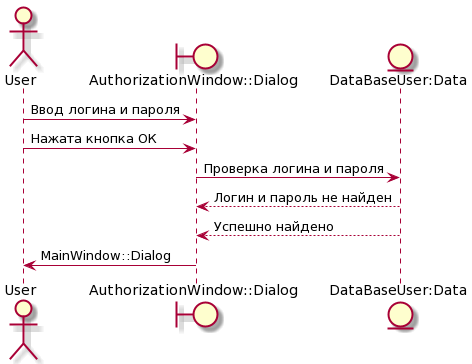 User
AuthorizationWindow::Dialog
DataBaseUser:Data
Ввод логина и пароля
Нажата кнопка ОК
Проверка логина и пароля
Логин и пароль не найден
Успешно найдено
MainWindow::Dialog
User
AuthorizationWindow::Dialog
DataBaseUser:Data